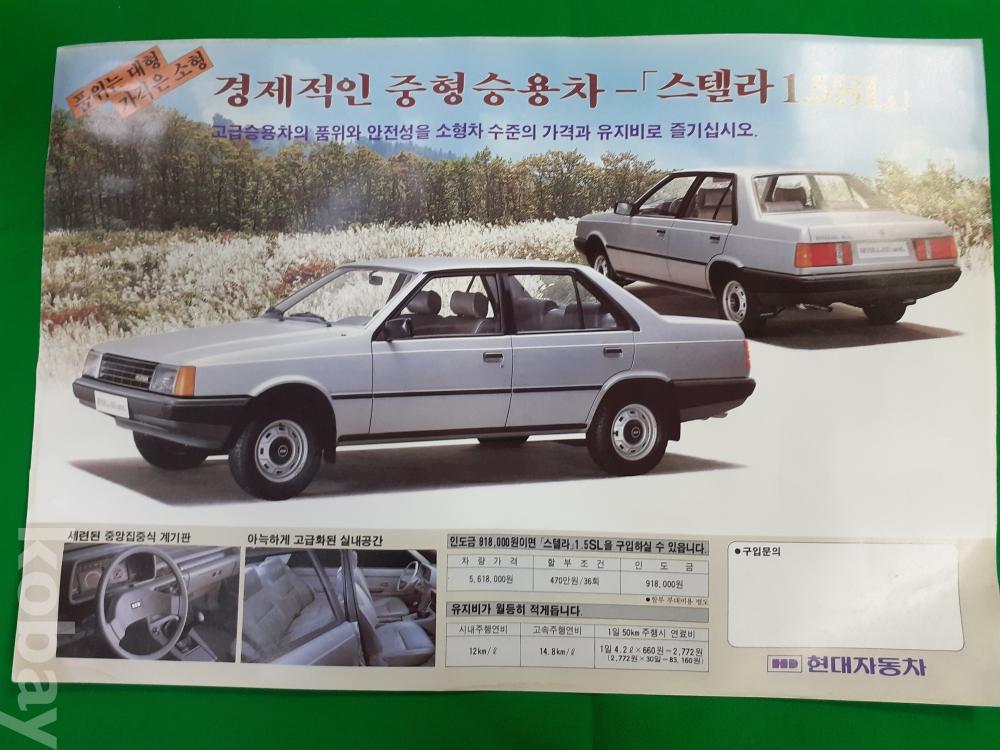 품위는 대형
가격은 소형
경제적인 중형승용차 -「스텔라 1.5SL」
고급승용차의 품위와 안전성을 소형차 수준의 가격과 유지비로 즐기십시오.
세련된 중앙집중식 계기판
아늑하게 고급화된 실내공간
인도금 918,000원이면 「스텔라」1.5SL을 구입하실 수 있읍니다.
차 량 가 격 할 부 조 건 인 도 금
5,618,000원 470만원/36회 918,000원
●할부 부대비용 별도
유지비가 월등히 적게듭니다.
시내주행연비 고속주행연비 1일 50km 주행시 연료비
12km/ℓ 14.8km/ℓ 1일 4.2ℓ×660원=2,772원
(2,772원×30일=83,160원)
●구입문의
HD 현대자동차
kobay